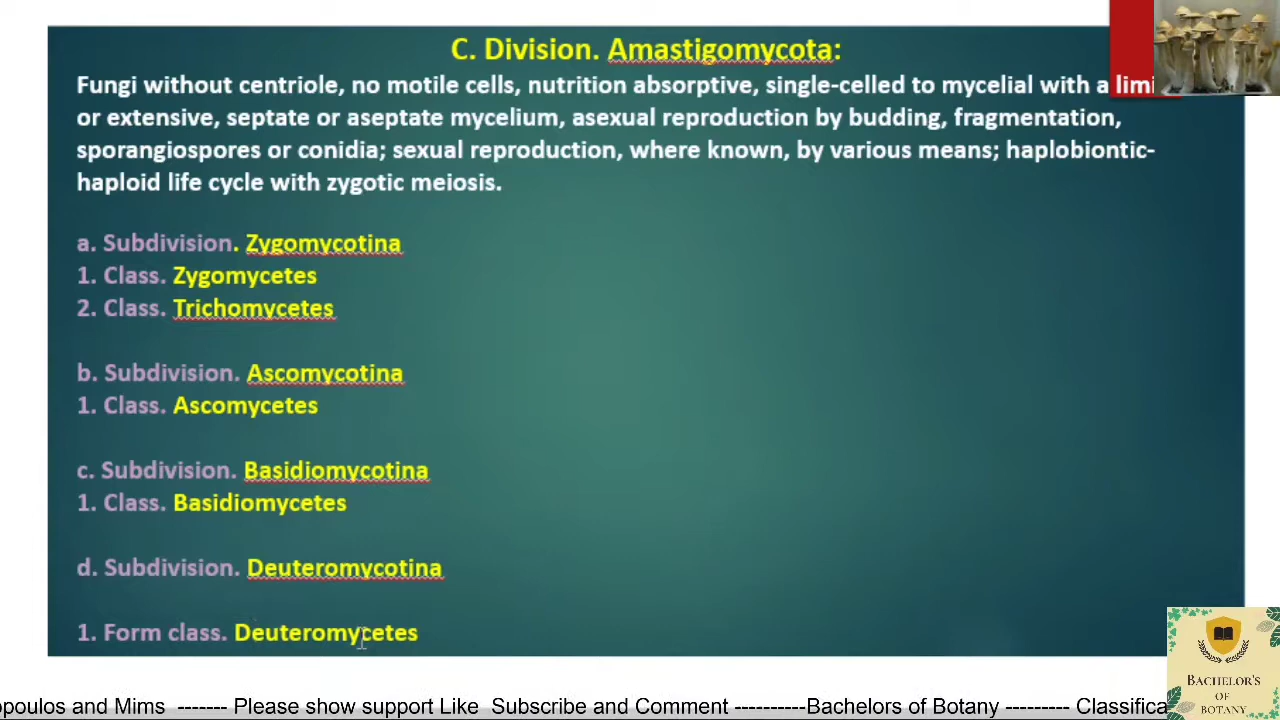 C. Division. Amastigomycota:
Fungi without centriole, no motile cells, nutrition absorptive, single-celled to mycelial with a
or extensive, septate or aseptate mycelium, asexual reproduction by budding, fragmentation,
sporangiospores or conidia; sexual reproduction, where known, by various means; haplobiontic-
haploid life cycle with zygotic meiosis.
a. Subdivision. Zygomycotina
1. Class. Zygomycetes
2. Class. Trichomycetes
b. Subdivision. Ascomycotina
1. Class. Ascomycetes
c. Subdivision. Basidiomycotina
1. Class. Basidiomycetes
d. Subdivision. Deuteromycotina
1. Form class. Deuteromycetes
BACHELOR'S
OF
BOTANY
and Mims ------- Please show support Like Subscribe and Comment ----------Bachelors of Botany ---------